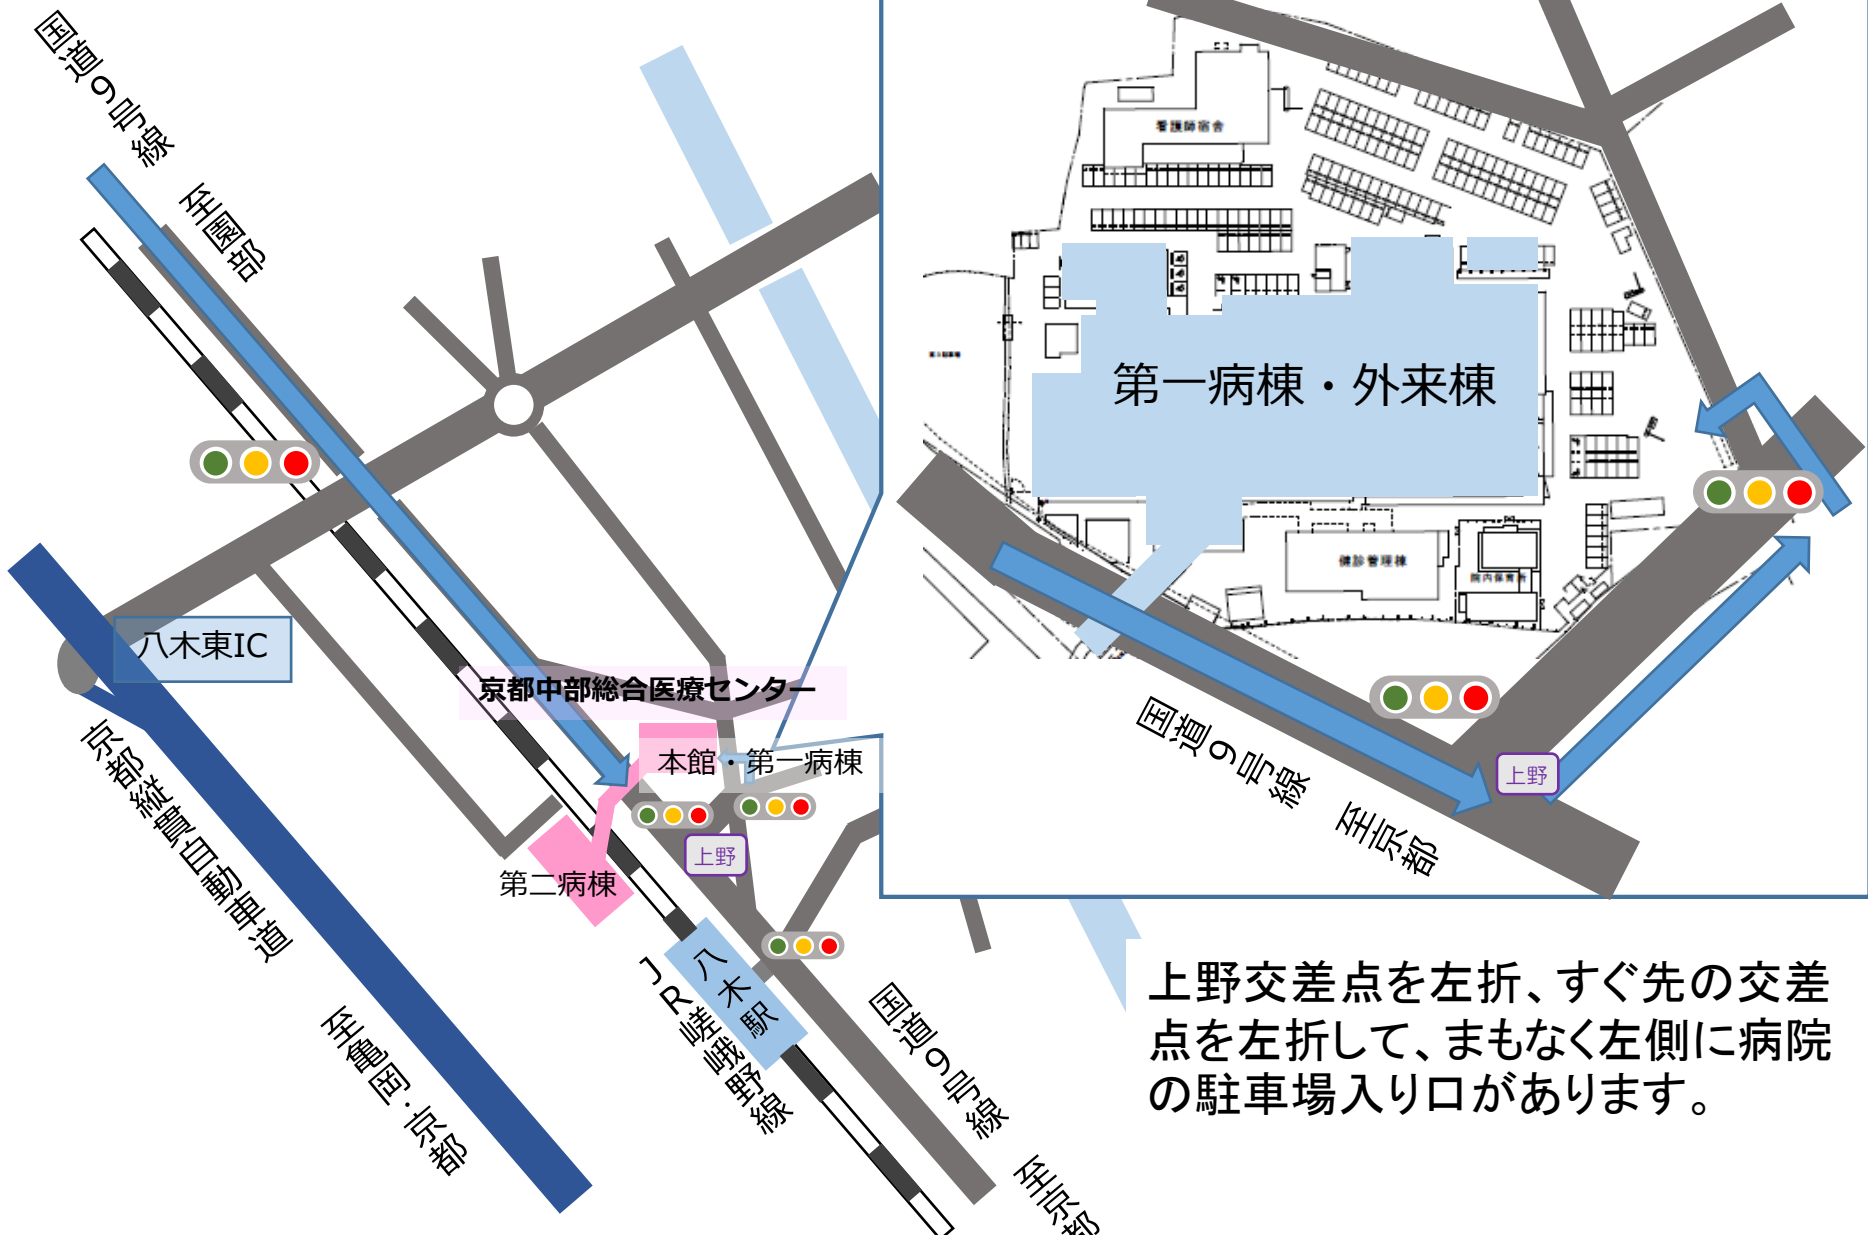 国道９号線　至園部
八木東IC
京都縦貫自動車道　至亀岡・京都
京都中部総合医療センター
本館・第一病棟
上野
第二病棟
八木駅
JR嵯峨野線
国道９号線　至京都
看護師宿舎
第一病棟・外来棟
健診管理棟
院内保育所
上野
国道９号線　至京都
上野交差点を左折、すぐ先の交差
点を左折して、まもなく左側に病院
の駐車場入り口があります。